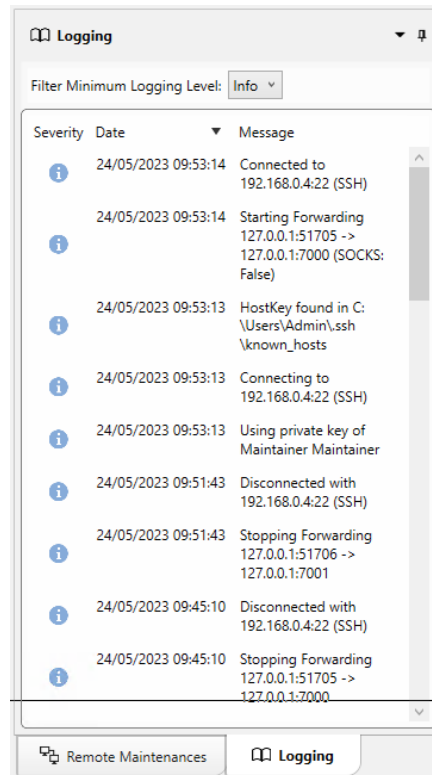 Logging
Filter Minimum Logging Level: Info
Severity Date Message
24/05/2023 09:53:14 Connected to
192.168.0.4:22 (SSH)
24/05/2023 09:53:14 Starting Forwarding
127.0.0.1:51705 ->
127.0.0.1:7000 (SOCKS:
False)
24/05/2023 09:53:13 HostKey found in C:
\Users\Admin\.ssh
\known_hosts
24/05/2023 09:53:13 Connecting to
192.168.0.4:22 (SSH)
24/05/2023 09:53:13 Using private key of
Maintainer Maintainer
24/05/2023 09:51:43 Disconnected with
192.168.0.4:22 (SSH)
24/05/2023 09:51:43 Stopping Forwarding
127.0.0.1:51706 ->
127.0.0.1:7001
24/05/2023 09:45:10 Disconnected with
192.168.0.4:22 (SSH)
24/05/2023 09:45:10 Stopping Forwarding
127.0.0.1:51705 ->
127.0.0.1:7000
Remote Maintenances Logging